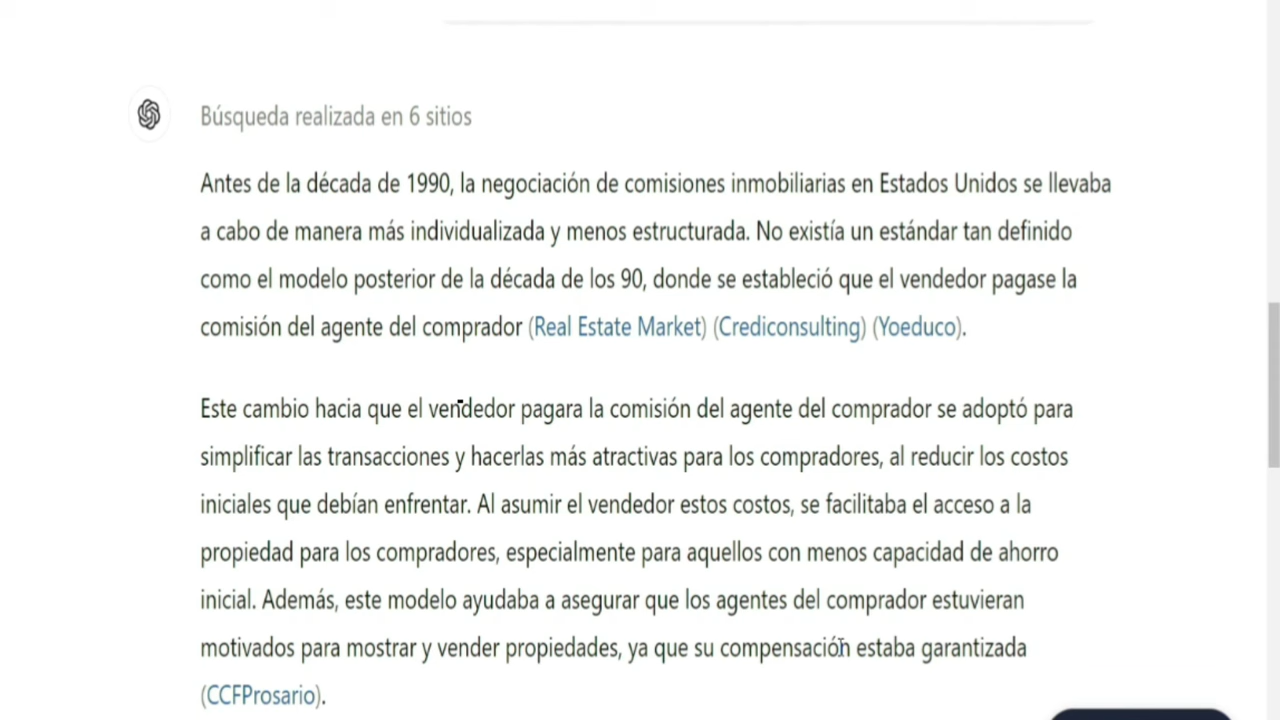 Búsqueda realizada en 6 sitios
Antes de la década de 1990, la negociación de comisiones inmobiliarias en Estados Unidos se llevaba
a cabo de manera más individualizada y menos estructurada. No existía un estándar tan definido
como el modelo posterior de la década de los 90, donde se estableció que el vendedor pagase la
comisión del agente del comprador (Real Estate Market) (Crediconsulting) (Yoeduco).
Este cambio hacia que el vendedor pagara la comisión del agente del comprador se adoptó para
simplificar las transacciones y hacerlas más atractivas para los compradores, al reducir los costos
iniciales que debían enfrentar. Al asumir el vendedor estos costos, se facilitaba el acceso a la
propiedad para los compradores, especialmente para aquellos con menos capacidad de ahorro
inicial. Además, este modelo ayudaba a asegurar que los agentes del comprador estuvieran
motivados para mostrar y vender propiedades, ya que su compensación estaba garantizada
(CCFProsario).